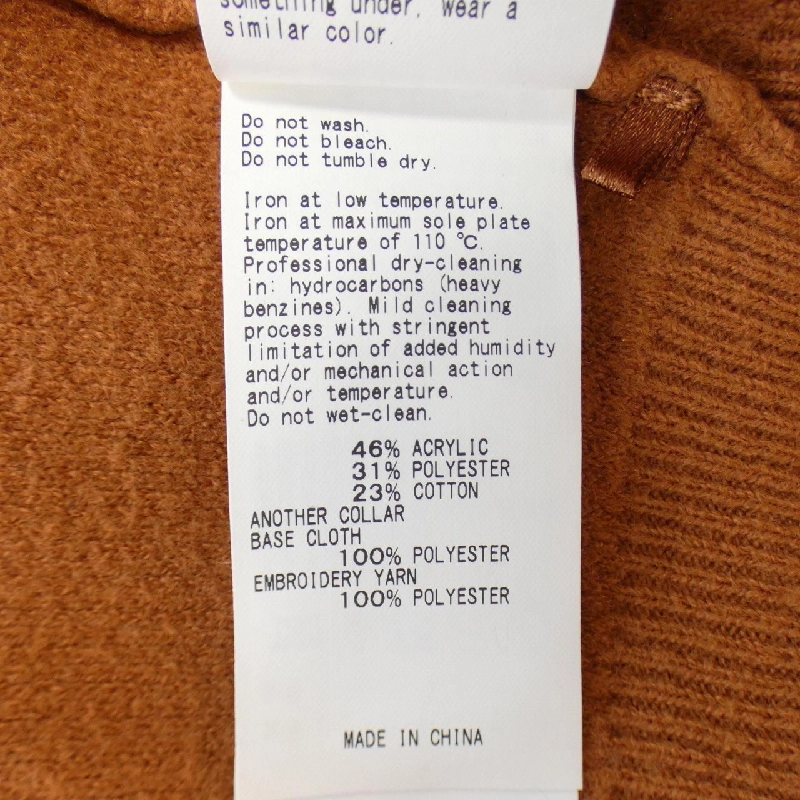 something under, wear a
similar color.
Do not wash.
Do not bleach.
Do not tumble dry.
Iron at low temperature.
Iron at maximum sole plate
temperature of 110 ℃.
Professional dry-cleaning
in: hydrocarbons (heavy
benzines). Mild cleaning
process with stringent
limitation of added humidity
and/or mechanical action
and/or temperature.
Do not wet-clean.
46% ACRYLIC
31% POLYESTER
23% COTTON
ANOTHER COLLAR
BASE CLOTH
100% POLYESTER
EMBROIDERY YARN
100% POLYESTER
MADE IN CHINA